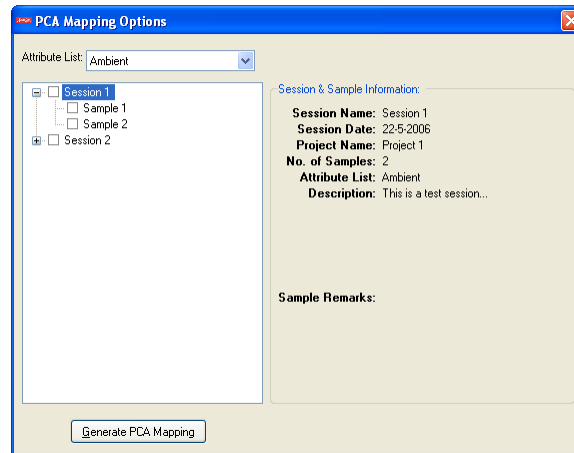 PCA Mapping Options
Attribute List: Ambient
Session 1
Sample 1
Sample 2
Session 2
Session & Sample Information:
Session Name: Session 1
Session Date: 22-5-2006
Project Name: Project 1
No. of Samples: 2
Attribute List: Ambient
Description: This is a test session...
Sample Remarks:
Generate PCA Mapping